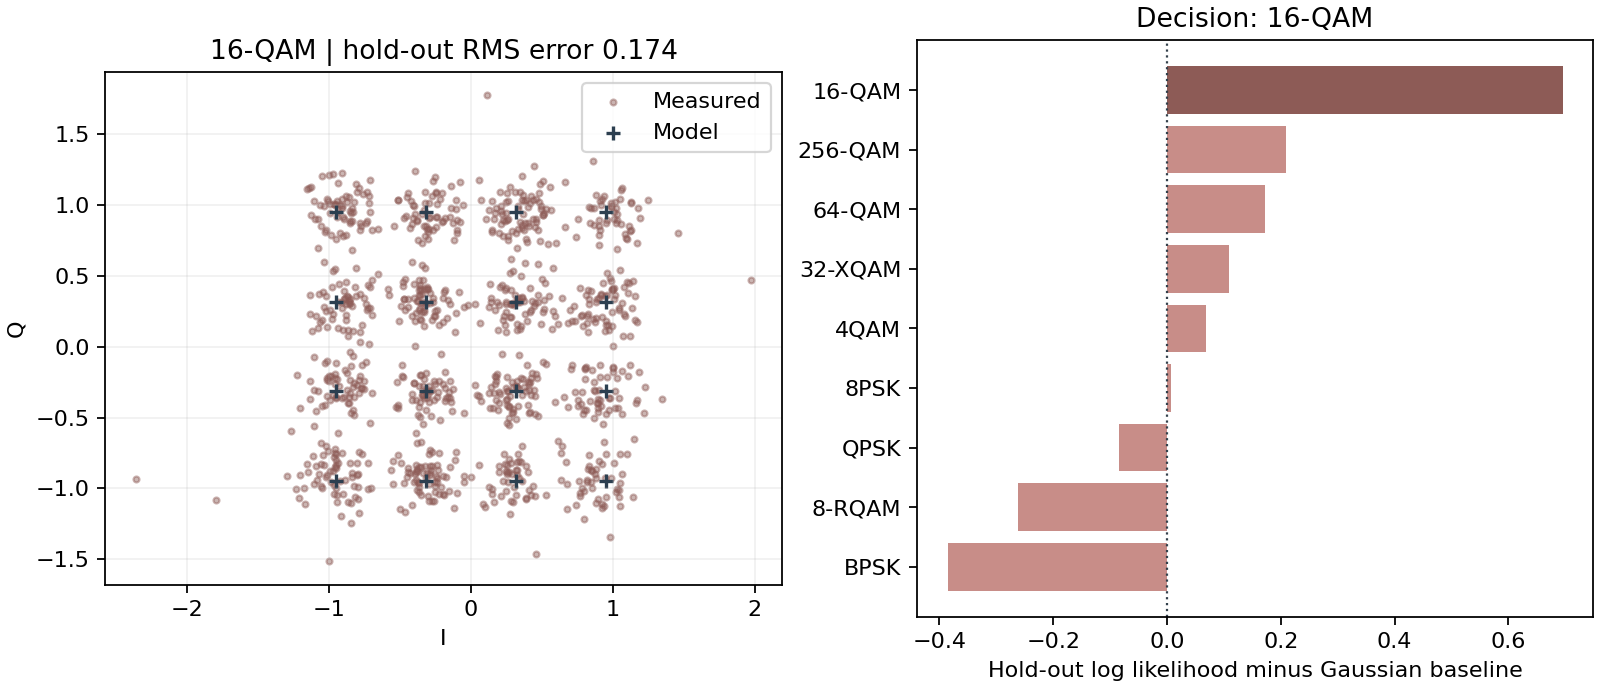 16-QAM | hold-out RMS error 0.174
Measured
Model
Q
1.5
1.0
0.5
0.0
−0.5
−1.0
−1.5
−2
−1
0
1
2
I
Decision: 16-QAM
16-QAM
256-QAM
64-QAM
32-XQAM
4QAM
8PSK
QPSK
8-RQAM
BPSK
−0.4
−0.2
0.0
0.2
0.4
0.6
Hold-out log likelihood minus Gaussian baseline